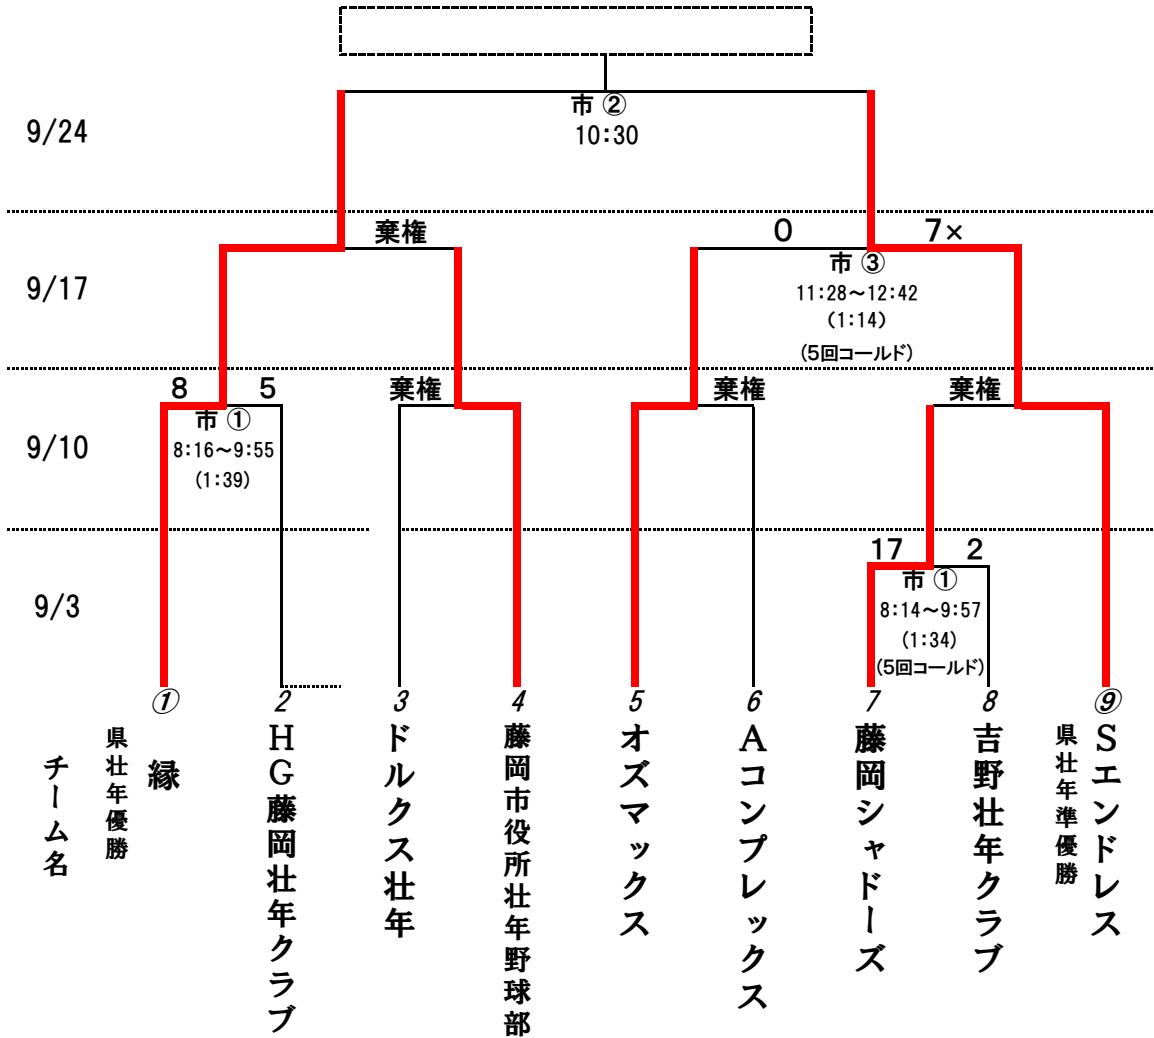 市 ②
9/24
10:30
棄権
0
7×
市 ③
9/17
11:28～12:42
(1:14)
(5回コールド)
8
5
棄権
棄権
棄権
市 ①
9/10
8:16～9:55
(1:39)
17
2
市 ①
9/3
8:14～9:57
(1:34)
(5回コールド)
①
2
3
4
5
6
7
8
⑨
チーム名
県壮年優勝
縁
HG藤岡壮年クラブ
ドルクス壮年
藤岡市役所壮年野球部
オズマックス
Aコンプレックス
藤岡シャドーズ
吉野壮年クラブ
県壮年準優勝
Sエンドレス